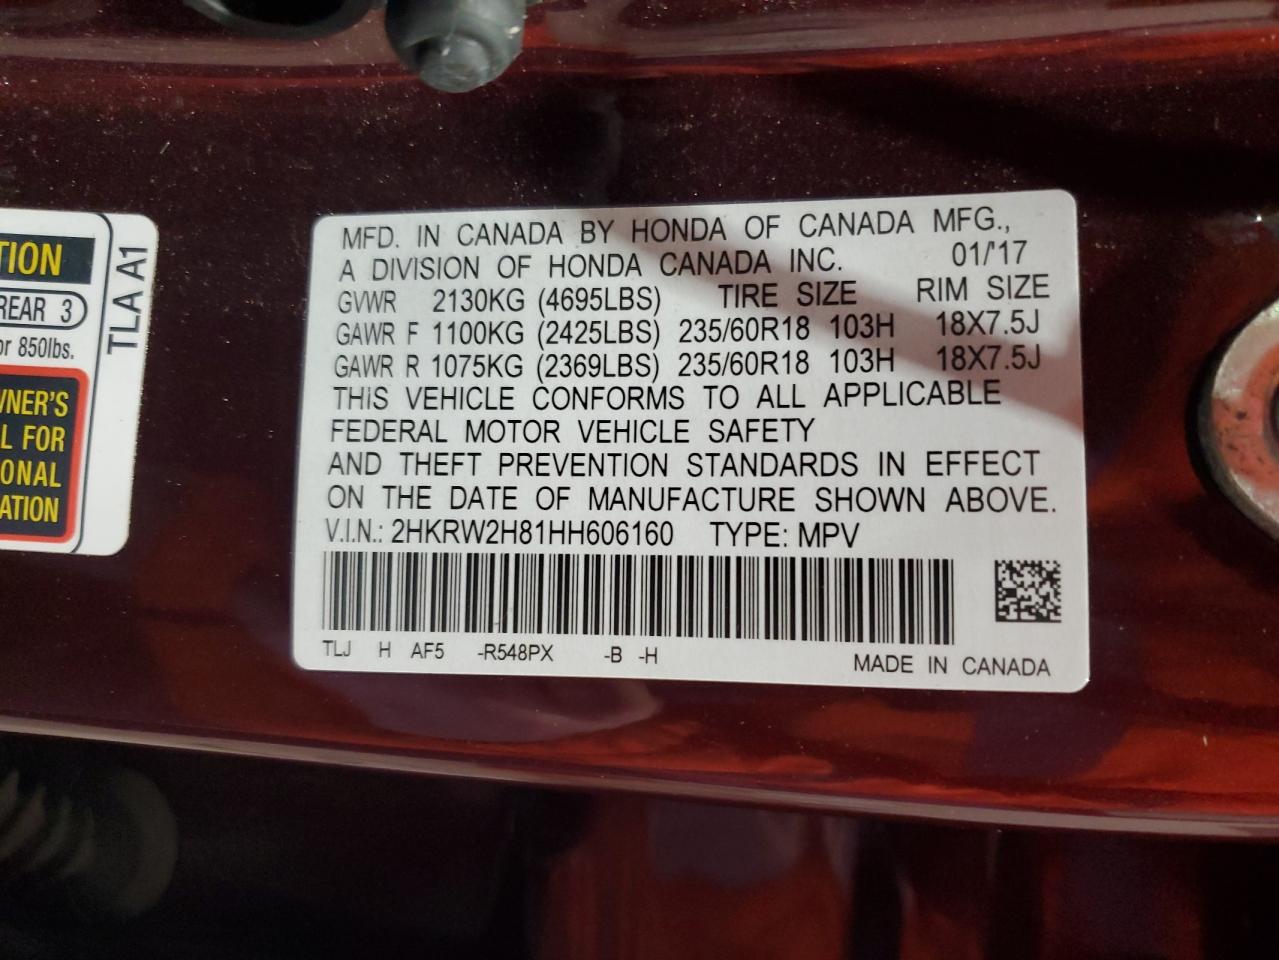 TION
REAR 3
or 850lbs.
WNER'S
L FOR
IONAL
ATION
TLA A1
MFD. IN CANADA BY HONDA OF CANADA MFG.,
A DIVISION OF HONDA CANADA INC. 01/'17
GVWR 2130KG (4695LBS) TIRE SIZE RIM SIZE
GAWR F 1100KG (2425LBS) 235/60R18 103H 18X7.5J
GAWR R 1075KG (2369LBS) 235/60R18 103H 18X7.5J
THIS VEHICLE CONFORMS TO ALL APPLICABLE
FEDERAL MOTOR VEHICLE SAFETY
AND THEFT PREVENTION STANDARDS IN EFFECT
ON THE DATE OF MANUFACTURE SHOWN ABOVE.
V.I.N.: 2HKRW2H81HH606160 TYPE: MPV
TLJ H AF5 -R548PX -B -H MADE IN CANADA